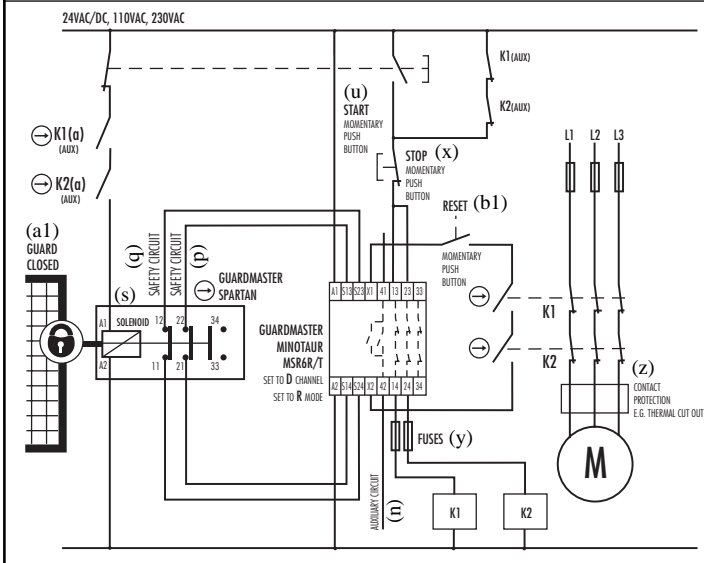 24VAC/DC, 110VAC, 230VAC
K1(AUX)
K2(AUX)
(u)
START
MOMENTARY
PUSH
BUTTON
K1(a)
(AUX)
K2(a)
(AUX)
STOP (x)
MOMENTARY
PUSH
BUTTON
L1 L2 L3
RESET (b1)
MOMENTARY
PUSH
BUTTON
(a1)
GUARD
CLOSED
(q)
SAFETY CIRCUIT
SAFETY CIRCUIT
(p)
GUARDMASTER
SPARTAN
(s)
A1 SOLENOID 12 22 34
A2 11 21 33
A1 S13 S23 X1 41 13 23 33
GUARDMASTER
MINOTAUR
MSR6R/T
SET TO D CHANNEL
SET TO R MODE
A2 S14 S24 X2 42 14 24 34
K1
K2
(z)
CONTACT
PROTECTION
E.G. THERMAL CUT OUT
M
FUSES (y)
AUXILIARY CIRCUIT
(n)
K1
K2